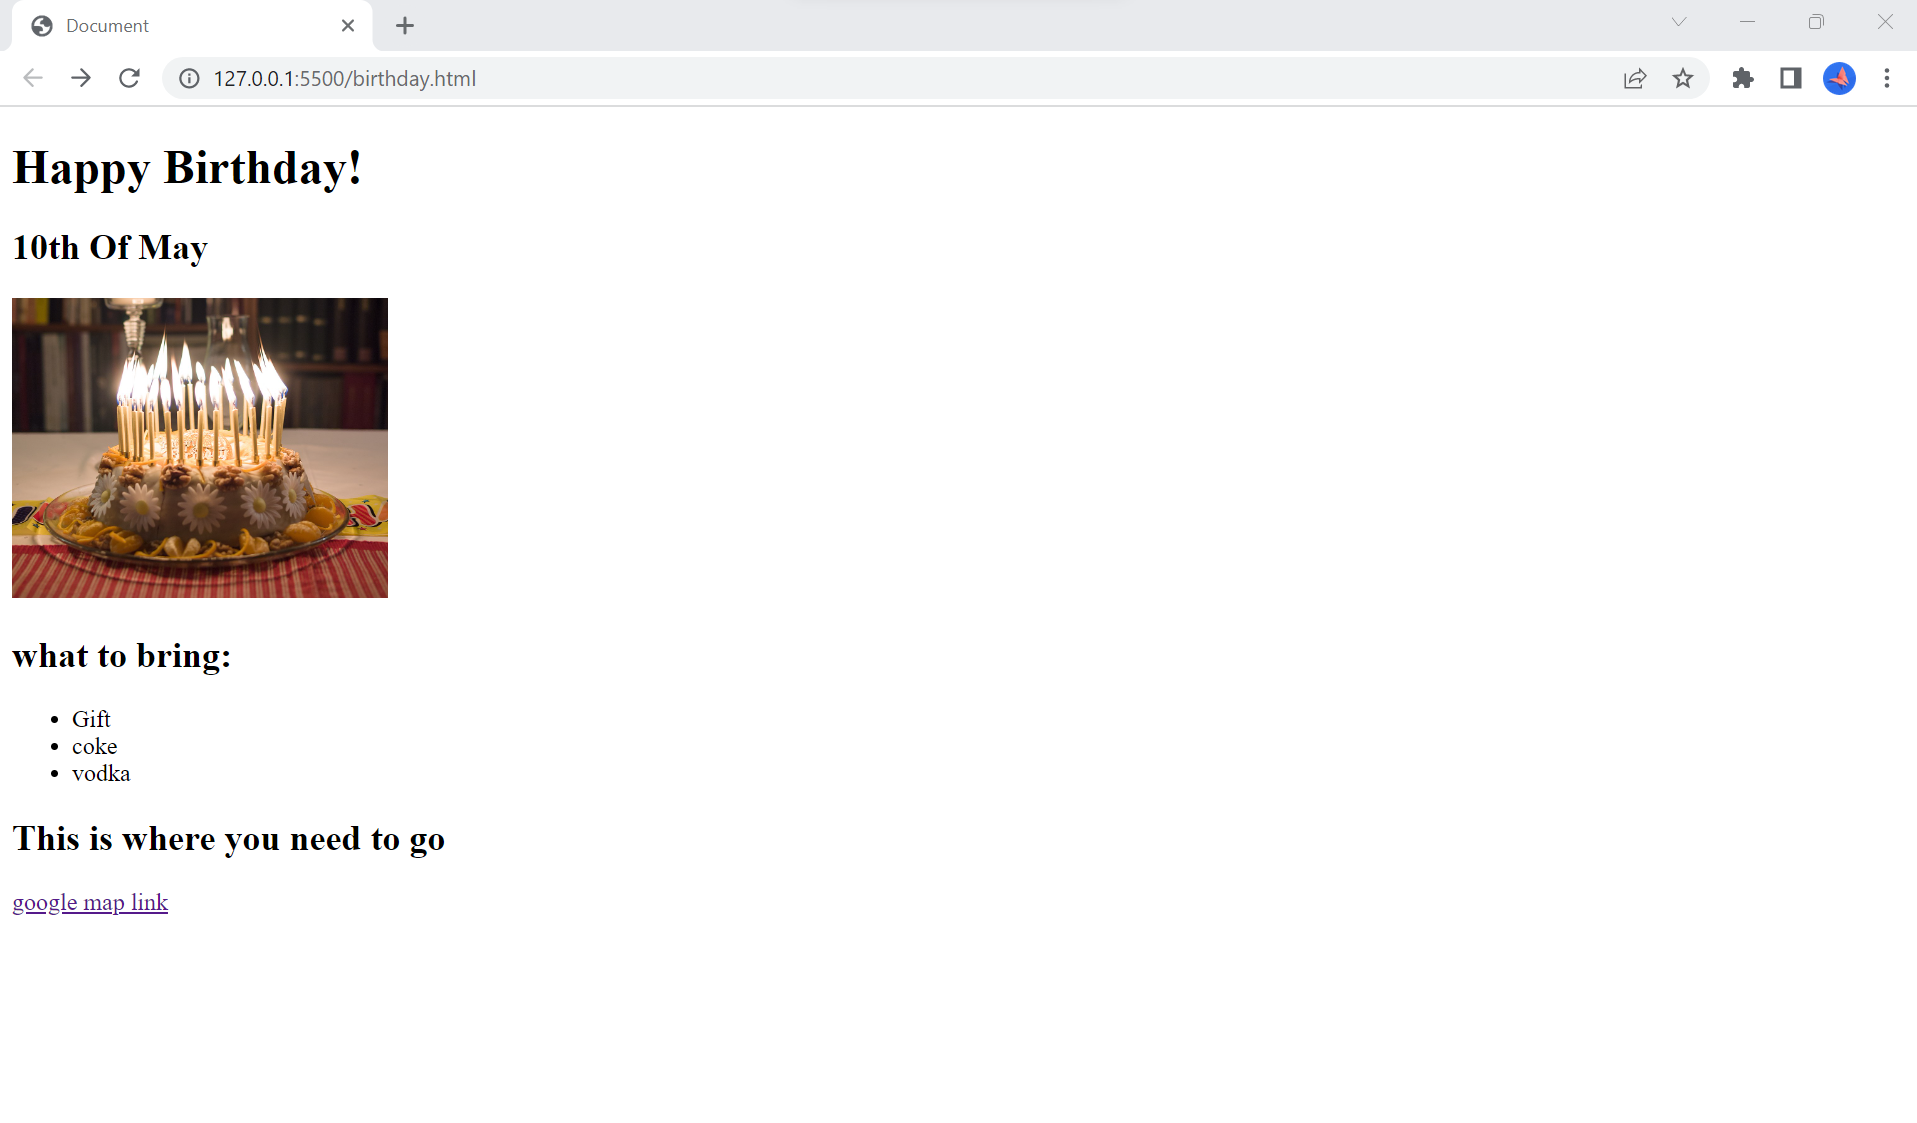 Document
127.0.0.1:5500/birthday.html
Happy Birthday!
10th Of May
what to bring:
Gift
coke
vodka
This is where you need to go
google map link